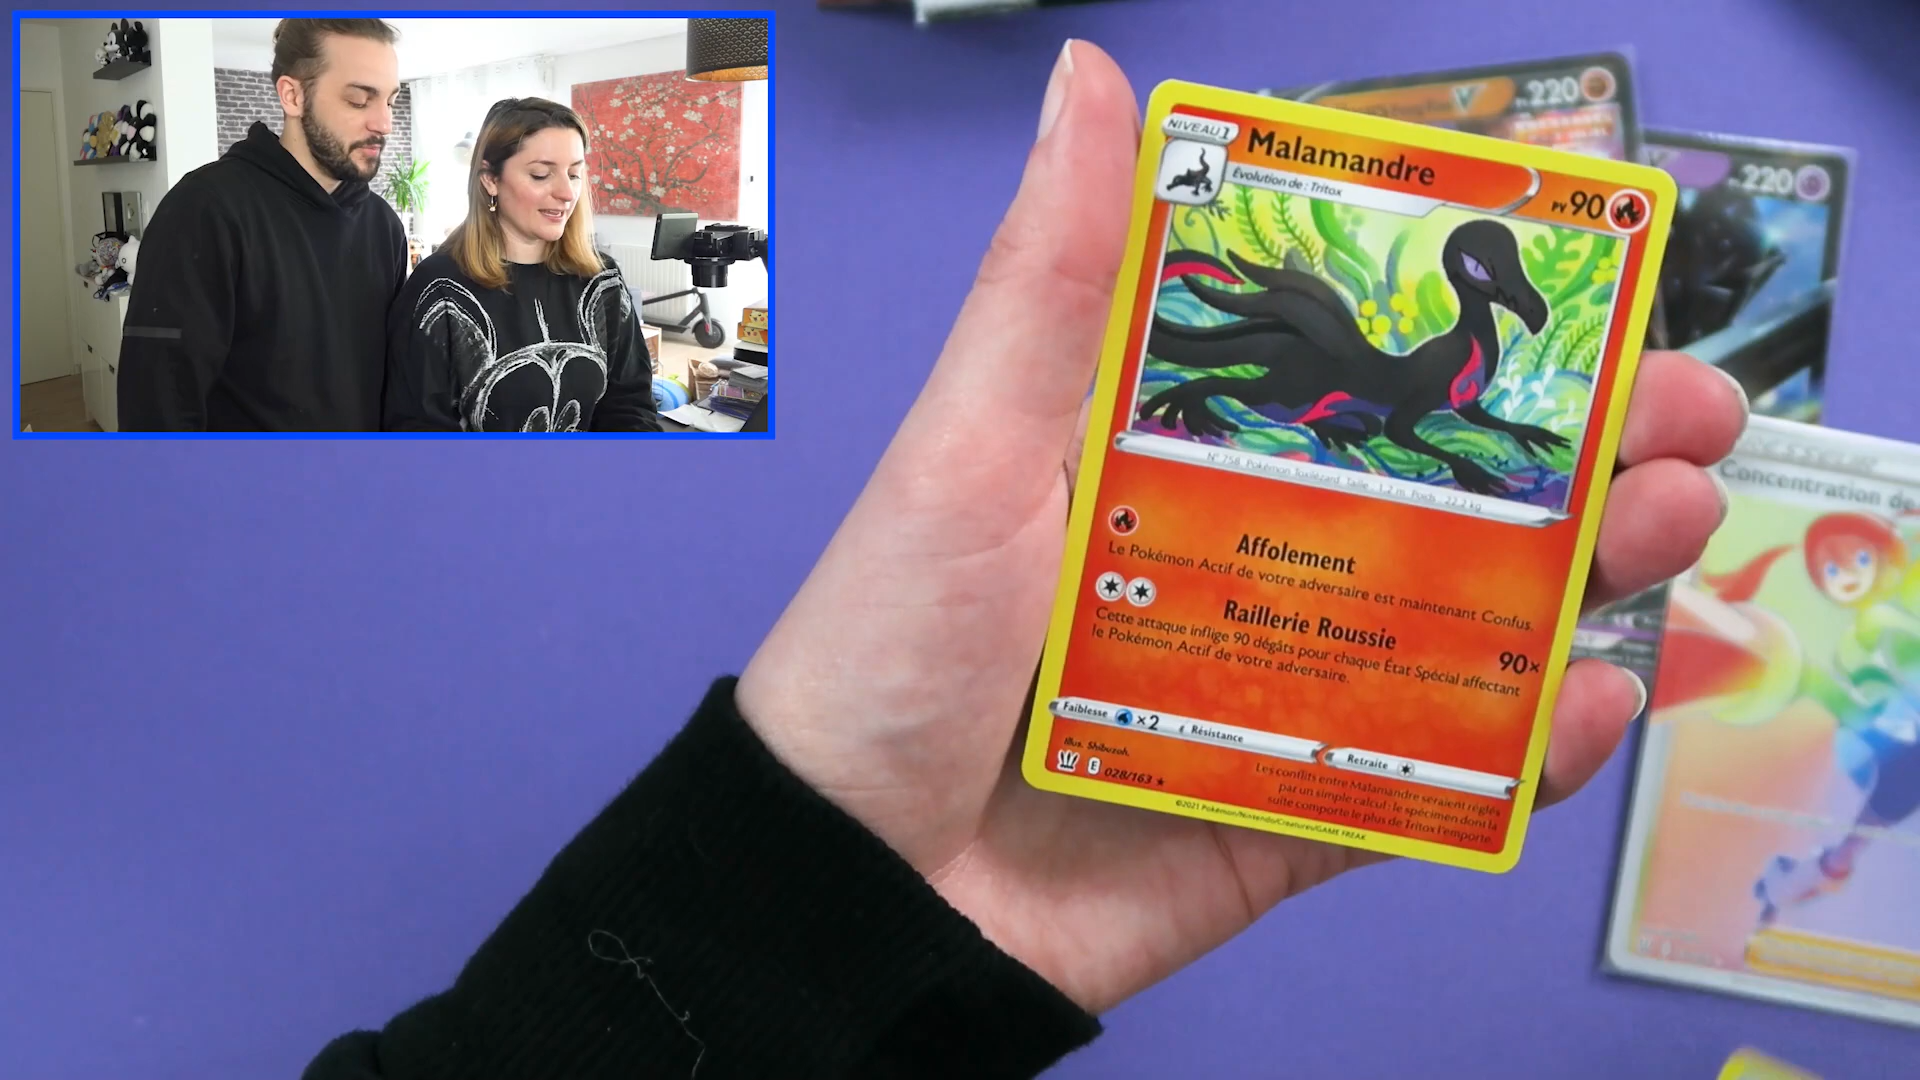 NIVEAU 1
Malamandre
Évolution de : Tritox
PV 90
N° 758 Pokémon Toxilézard Taille : 1,2 m Poids : 22,2 kg
Affolement
Le Pokémon Actif de votre adversaire est maintenant Confus.
Raillerie Roussie
90×
Cette attaque inflige 90 dégâts pour chaque État Spécial affectant
le Pokémon Actif de votre adversaire.
Faiblesse ×2
Résistance
Retraite
Illus. Shibuzoh.
E 028/163 ★
Les conflits entre Malamandre seraient réglés
par un simple calcul : le spécimen dont la
suite comporte le plus de Tritox l'emporte.
©2021 Pokémon/Nintendo/Creatures/GAME FREAK
V
220
220
Concentration de